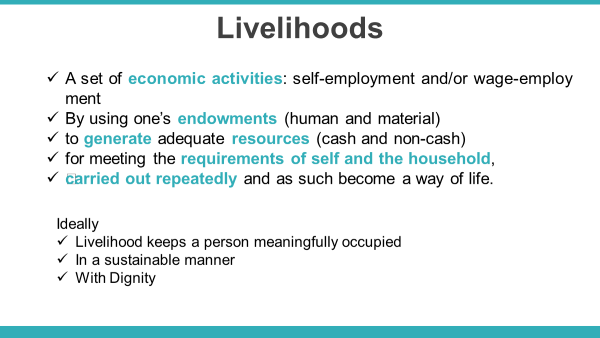 Livelihoods
✓ A set of economic activities: self-employment and/or wage-employ
ment
✓ By using one's endowments (human and material)
✓ to generate adequate resources (cash and non-cash)
✓ for meeting the requirements of self and the household,
✓ carried out repeatedly and as such become a way of life.
Ideally
✓ Livelihood keeps a person meaningfully occupied
✓ In a sustainable manner
✓ With Dignity